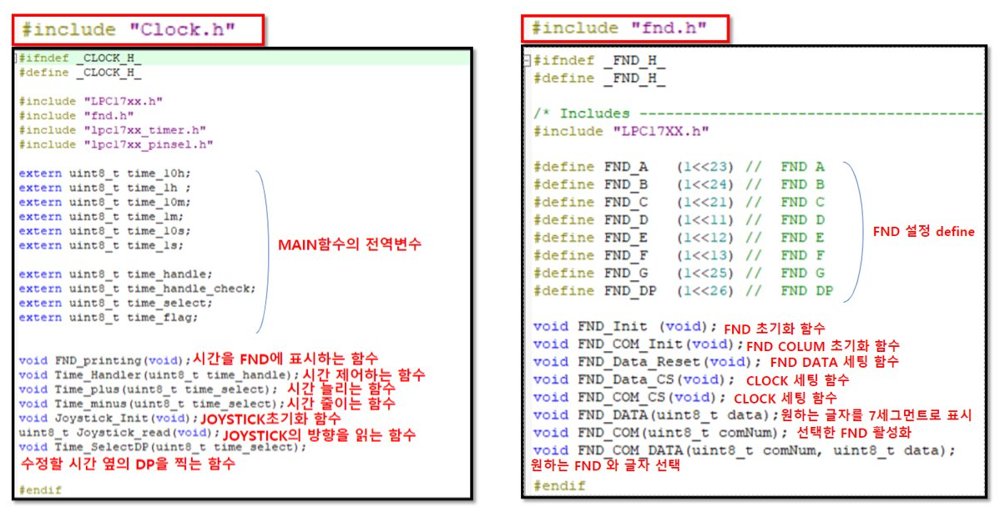 #include "Clock.h"
#ifndef _CLOCK_H_
#define _CLOCK_H_
#include "LPC17xx.h"
#include "fnd.h"
#include "lpc17xx_timer.h"
#include "lpc17xx_pinsel.h"
extern uint8_t time_10h;
extern uint8_t time_1h ;
extern uint8_t time_10m;
extern uint8_t time_1m;
extern uint8_t time_10s;
extern uint8_t time_1s;
MAIN함수의 전역변수
extern uint8_t time_handle;
extern uint8_t time_handle_check;
extern uint8_t time_select;
extern uint8_t time_flag;
void FND_printing(void); 시간을 FND에 표시하는 함수
void Time_Handler(uint8_t time_handle); 시간 제어하는 함수
void Time_plus(uint8_t time_select); 시간 늘리는 함수
void Time_minus(uint8_t time_select); 시간 줄이는 함수
void Joystick_Init(void); JOYSTICK초기화 함수
uint8_t Joystick_read(void); JOYSTICK의 방향을 읽는 함수
void Time_SelectDP(uint8_t time_select);
수정할 시간 옆의 DP을 찍는 함수
#endif
#include "fnd.h"
#ifndef _FND_H_
#define _FND_H_
/* Includes ---------------------------------------
#include "LPC17XX.h"
#define FND_A (1<<23) // FND A
#define FND_B (1<<24) // FND B
#define FND_C (1<<21) // FND C
#define FND_D (1<<11) // FND D
#define FND_E (1<<12) // FND E
#define FND_F (1<<13) // FND F
#define FND_G (1<<25) // FND G
#define FND_DP (1<<26) // FND DP
FND 설정 define
void FND_Init (void); FND 초기화 함수
void FND_COM_Init(void); FND COLUM 초기화 함수
void FND_Data_Reset(void); FND DATA 세팅 함수
void FND_Data_CS(void); CLOCK 세팅 함수
void FND_COM_CS(void); CLOCK 세팅 함수
void FND_DATA(uint8_t data); 원하는 글자를 7세그먼트로 표시
void FND_COM(uint8_t comNum); 선택한 FND 활성화
void FND_COM_DATA(uint8_t comNum, uint8_t data);
원하는 FND 와 글자 선택
#endif